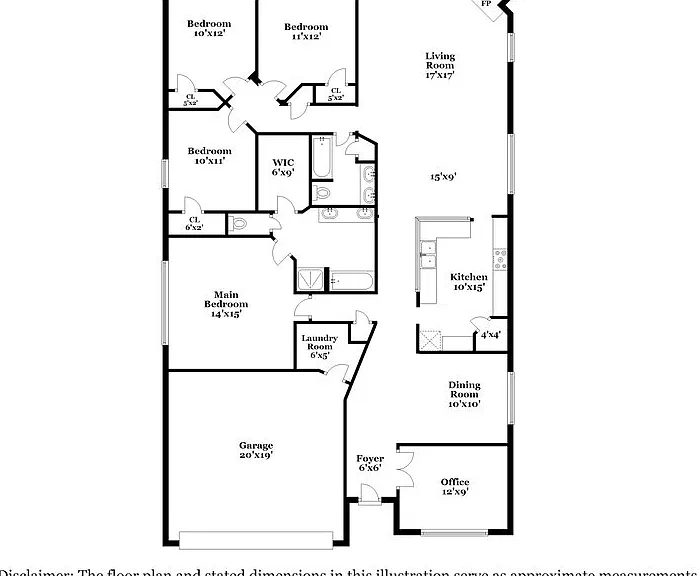 FP
Bedroom
10'x12'
Bedroom
11'x12'
Living
Room
17'x17'
CL
5'x2'
CL
5'x2'
Bedroom
10'x11'
WIC
6'x9'
15'x9'
CL
6'x2'
Kitchen
10'x15'
Main
Bedroom
14'x15'
4'x4'
Laundry
Room
6'x5'
Dining
Room
10'x10'
Garage
20'x19'
Foyer
6'x6'
Office
12'x9'
Disclaimer: The floor plan and stated dimensions in this illustration serve as approximate measurements